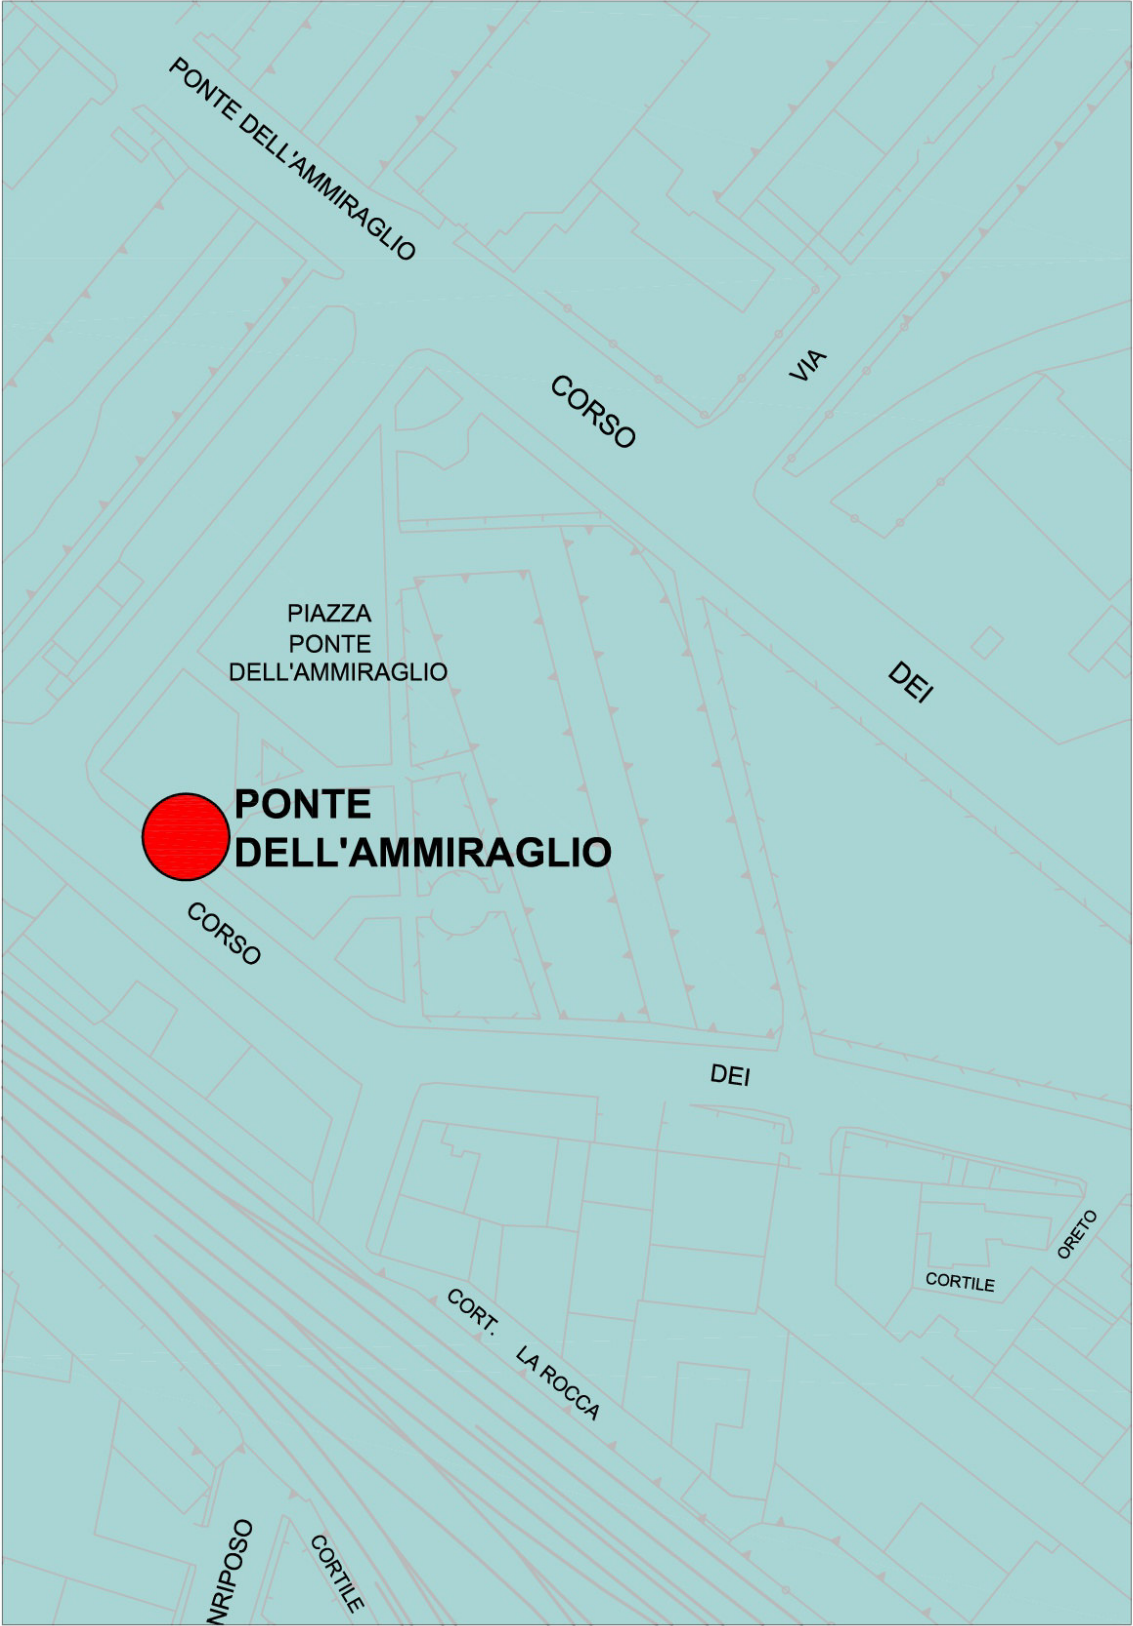 PONTE DELL'AMMIRAGLIO
VIA
CORSO
PIAZZA
PONTE
DELL'AMMIRAGLIO
DEI
PONTE
DELL'AMMIRAGLIO
CORSO
DEI
ORETO
CORTILE
CORT. LA ROCCA
NRIPOSO
CORTILE